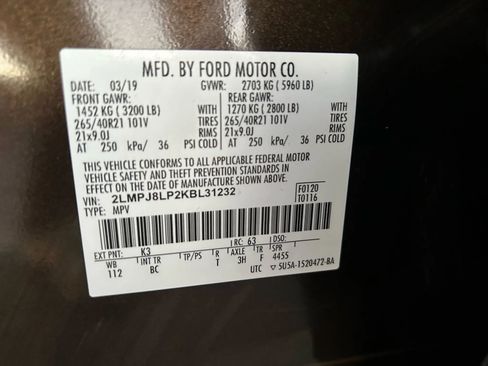 MFD. BY FORD MOTOR CO.
DATE: 03/19 GVWR: 2703 KG ( 5960 LB)
FRONT GAWR: REAR GAWR:
1452 KG ( 3200 LB) WITH 1270 KG ( 2800 LB) WITH
265/40R21 101V TIRES 265/40R21 101V TIRES
21x9.0J RIMS 21x9.0J RIMS
AT 250 kPa/ 36 PSI COLD AT 250 kPa/ 36 PSI COLD
THIS VEHICLE CONFORMS TO ALL APPLICABLE FEDERAL MOTOR
VEHICLE SAFETY AND THEFT PREVENTION STANDARDS IN
EFFECT ON THE DATE OF MANUFACTURE SHOWN ABOVE.
VIN: 2LMPJ8LP2KBL31232 F0120
TYPE: MPV T0116
EXT PNT: K3 RC: 63 DSO:
WB INT TR TP/PS R AXLE TR SPR
112 BC T 3H F 4455
UTC ▽ 5U5A-1520472-BA